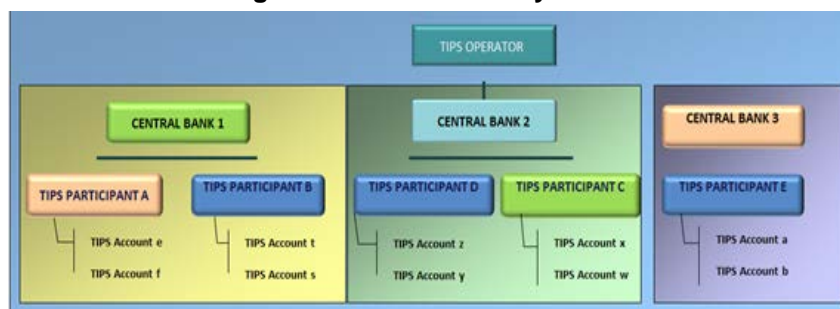 TIPS OPERATOR
CENTRAL BANK 1
CENTRAL BANK 2
CENTRAL BANK 3
TIPS PARTICIPANT A
TIPS PARTICIPANT B
TIPS PARTICIPANT D
TIPS PARTICIPANT C
TIPS PARTICIPANT E
TIPS Account e
TIPS Account t
TIPS Account z
TIPS Account x
TIPS Account a
TIPS Account f
TIPS Account s
TIPS Account y
TIPS Account w
TIPS Account b